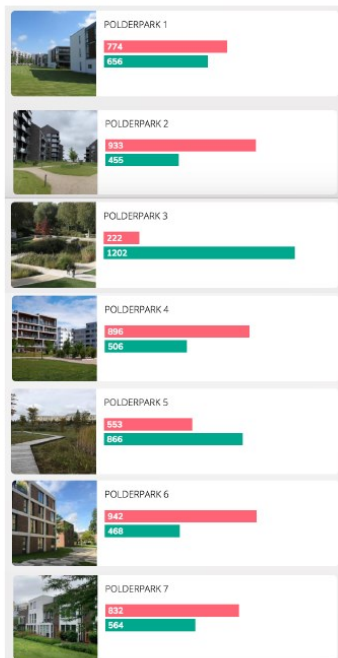 POLDERPARK 1
774
656
POLDERPARK 2
933
455
POLDERPARK 3
222
1202
POLDERPARK 4
896
506
POLDERPARK 5
553
866
POLDERPARK 6
942
468
POLDERPARK 7
832
564